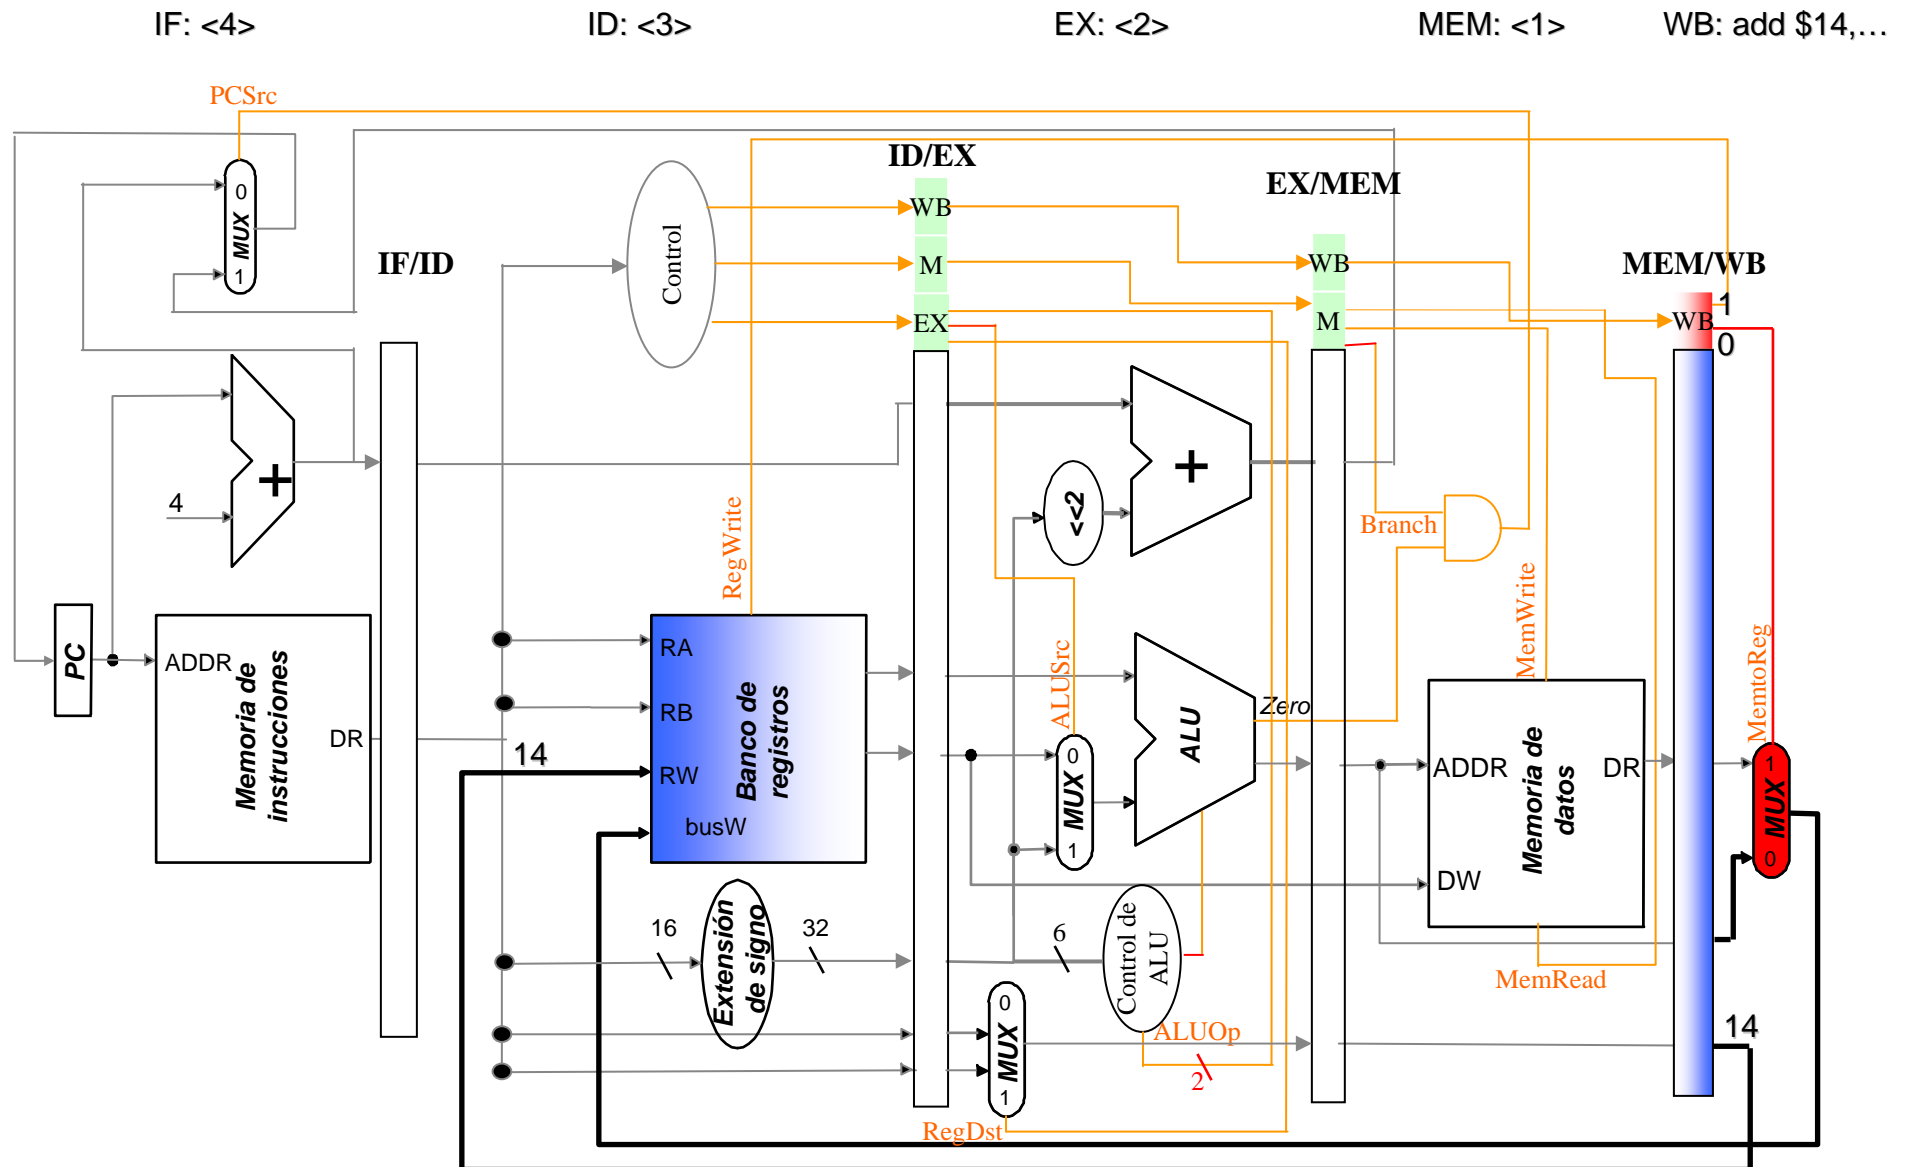 IF: <4>
ID: <3>
EX: <2>
MEM: <1>
WB: add $14,…
PCSrc
ID/EX
EX/MEM
IF/ID
MEM/WB
0
MUX
1
Control
WB
M
EX
WB
M
WB
1
0
+
4
<<2
+
Branch
RegWrite
MemWrite
MemtoReg
PC
ADDR
Memoria de
instrucciones
DR
14
RA
RB
RW
busW
Banco de
registros
ALUSrc
0
MUX
1
ALU
Zero
ADDR
Memoria de
datos
DR
DW
1
MUX
0
16
Extensión
de signo
32
6
Control de
ALU
MemRead
0
MUX
1
ALUOp
2
14
RegDst